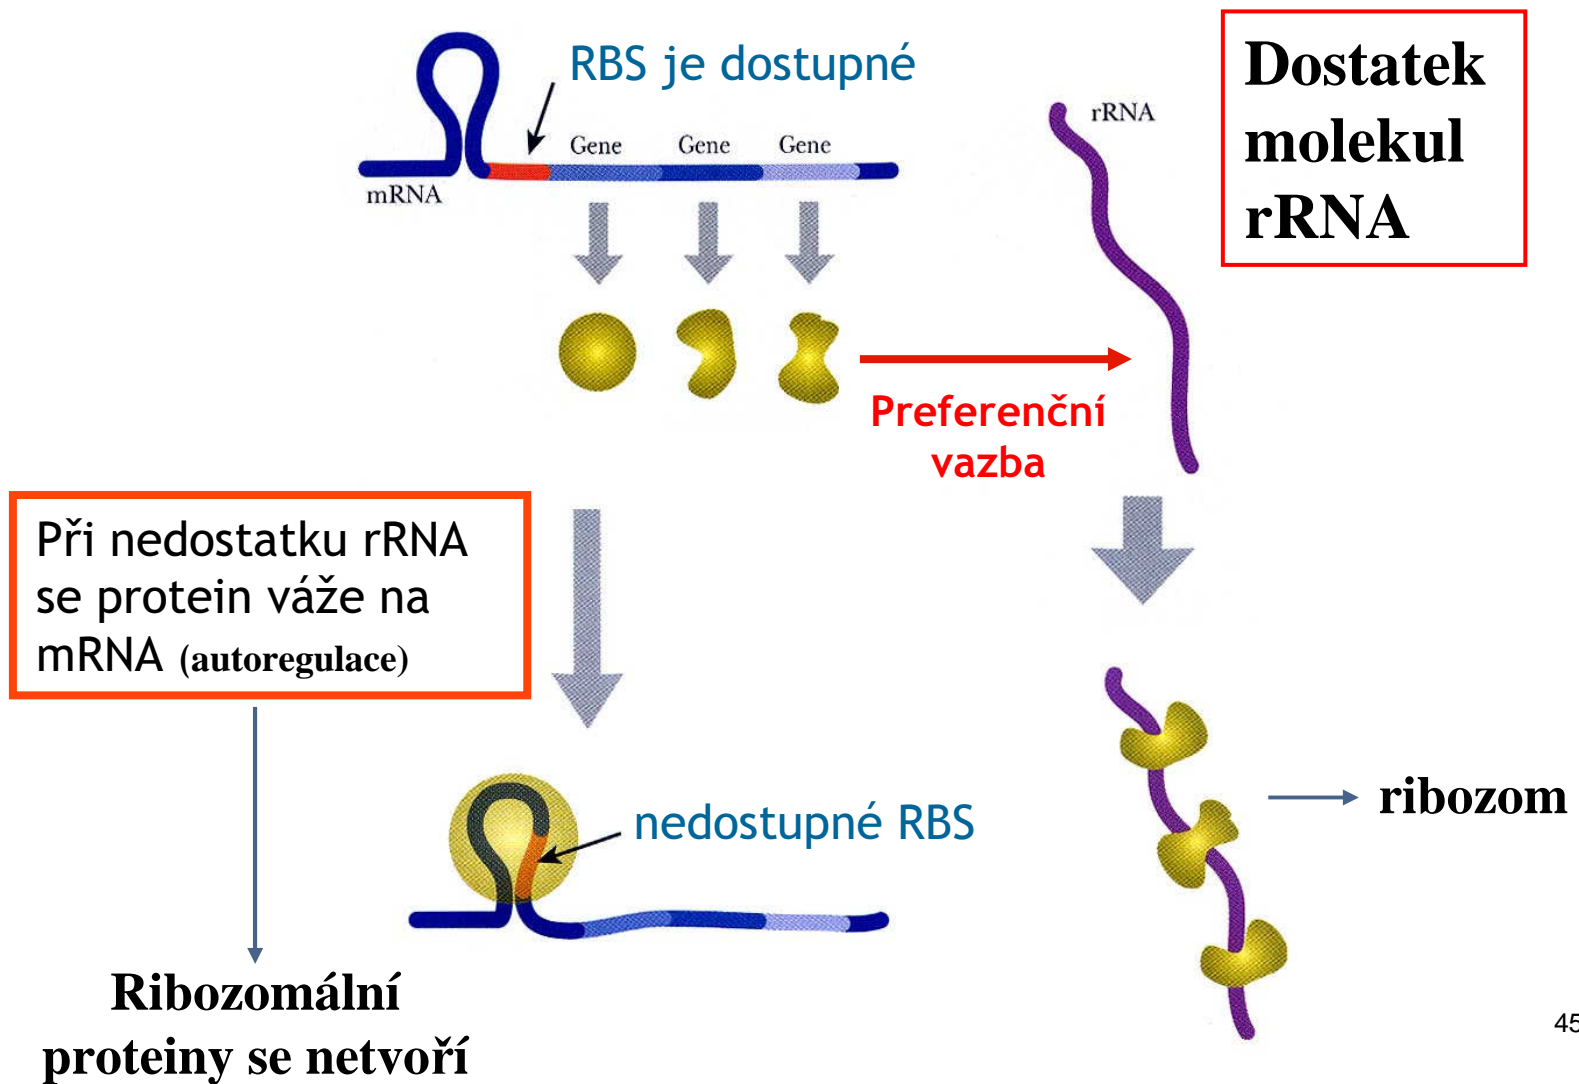 RBS je dostupné
Gene Gene Gene
mRNA
rRNA
Dostatek
molekul
rRNA
Preferenční
vazba
Při nedostatku rRNA
se protein váže na
mRNA (autoregulace)
nedostupné RBS
ribozom
Ribozomální
proteiny se netvoří
45